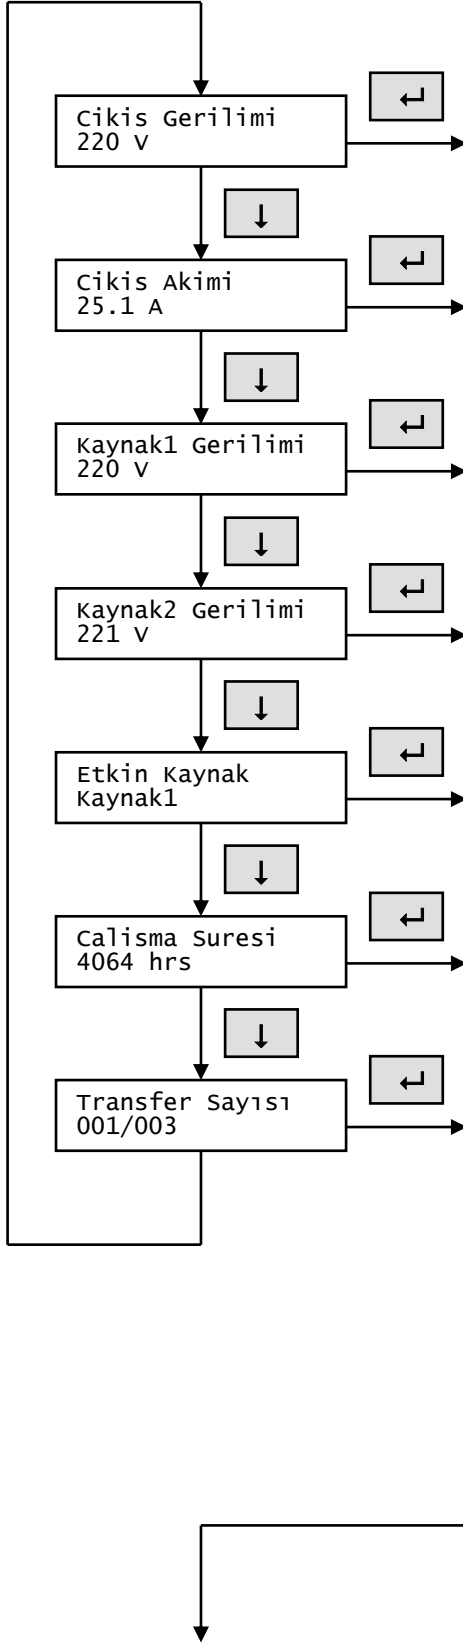 Cikis Gerilimi
220 V
Cikis Akimi
25.1 A
Kaynak1 Gerilimi
220 V
Kaynak2 Gerilimi
221 V
Etkin Kaynak
Kaynak1
Calisma Suresi
4064 hrs
Transfer Sayısı
001/003